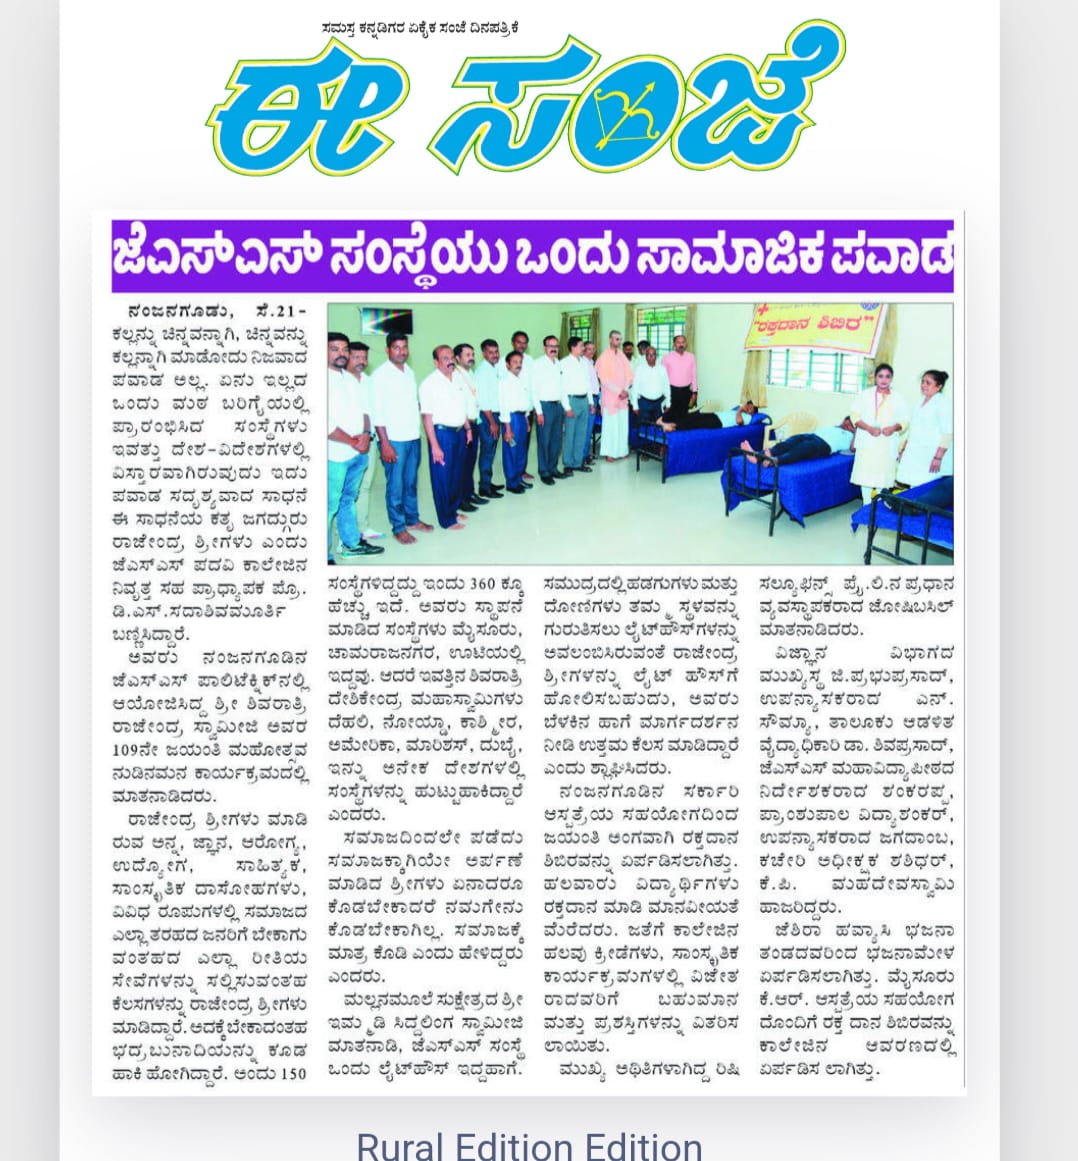 ಸಮಸ್ತ ಕನ್ನಡಿಗರ ಏಕೈಕ ಸಂಜೆ ದಿನಪತ್ರಿಕೆ
ಈ ಸಂಜೆ
ಜೆಎಸ್ಎಸ್ ಸಂಸ್ಥೆಯು ಒಂದು ಸಾಮಾಜಿಕ ಪವಾಡ
"ರಕ್ತದಾನ ಶಿಬಿರ"
ನಂಜನಗೂಡು, ಸೆ.21-
ಕಲ್ಲನ್ನು ಚಿನ್ನವನ್ನಾಗಿ, ಚಿನ್ನವನ್ನು
ಕಲ್ಲನ್ನಾಗಿ ಮಾಡೋದು ನಿಜವಾದ
ಪವಾಡ ಅಲ್ಲ. ಏನು ಇಲ್ಲದ
ಒಂದು ಮಠ ಬರಿಗೈಯಲ್ಲಿ
ಪ್ರಾರಂಭಿಸಿದ ಸಂಸ್ಥೆಗಳು
ಇವತ್ತು ದೇಶ-ವಿದೇಶಗಳಲ್ಲಿ
ವಿಸ್ತಾರವಾಗಿರುವುದು ಇದು
ಪವಾಡ ಸದೃಶ್ಯವಾದ ಸಾಧನೆ
ಈ ಸಾಧನೆಯ ಕತೃ ಜಗದ್ಗುರು
ರಾಜೇಂದ್ರ ಶ್ರೀಗಳು ಎಂದು
ಜೆಎಸ್ಎಸ್ ಪದವಿ ಕಾಲೇಜಿನ
ನಿವೃತ್ತ ಸಹ ಪ್ರಾಧ್ಯಾಪಕ ಪ್ರೊ.
ಡಿ.ಎಸ್.ಸದಾಶಿವಮೂರ್ತಿ
ಬಣ್ಣಿಸಿದ್ದಾರೆ.
ಅವರು ನಂಜನಗೂಡಿನ
ಜೆಎಸ್ಎಸ್ ಪಾಲಿಟೆಕ್ನಿಕ್‌ನಲ್ಲಿ
ಆಯೋಜಿಸಿದ್ದ ಶ್ರೀ ಶಿವರಾತ್ರಿ
ರಾಜೇಂದ್ರ ಸ್ವಾಮೀಜಿ ಅವರ
109ನೇ ಜಯಂತಿ ಮಹೋತ್ಸವ
ನುಡಿನಮನ ಕಾರ್ಯಕ್ರಮದಲ್ಲಿ
ಮಾತನಾಡಿದರು.
ರಾಜೇಂದ್ರ ಶ್ರೀಗಳು ಮಾಡಿ
ರುವ ಅನ್ನ, ಜ್ಞಾನ, ಆರೋಗ್ಯ,
ಉದ್ಯೋಗ, ಸಾಹಿತ್ಯಕ,
ಸಾಂಸ್ಕೃತಿಕ ದಾಸೋಹಗಳು,
ವಿವಿಧ ರೂಪಗಳಲ್ಲಿ ಸಮಾಜದ
ಎಲ್ಲಾ ತರಹದ ಜನರಿಗೆ ಬೇಕಾಗು
ವಂತಹದ ಎಲ್ಲಾ ರೀತಿಯ
ಸೇವೆಗಳನ್ನು ಸಲ್ಲಿಸುವಂತಹ
ಕೆಲಸಗಳನ್ನು ರಾಜೇಂದ್ರ ಶ್ರೀಗಳು
ಮಾಡಿದ್ದಾರೆ. ಅದಕ್ಕೆ ಬೇಕಾದಂತಹ
ಭದ್ರ ಬುನಾದಿಯನ್ನು ಕೂಡ
ಹಾಕಿ ಹೋಗಿದ್ದಾರೆ. ಅಂದು 150
ಸಂಸ್ಥೆಗಳಿದ್ದದ್ದು ಇಂದು 360 ಕ್ಕೂ
ಹೆಚ್ಚು ಇದೆ. ಅವರು ಸ್ಥಾಪನೆ
ಮಾಡಿದ ಸಂಸ್ಥೆಗಳು ಮೈಸೂರು,
ಚಾಮರಾಜನಗರ, ಊಟಿಯಲ್ಲಿ
ಇದ್ದವು. ಆದರೆ ಇವತ್ತಿನ ಶಿವರಾತ್ರಿ
ದೇಶಿಕೇಂದ್ರ ಮಹಾಸ್ವಾಮಿಗಳು
ದೆಹಲಿ, ನೋಯ್ಡಾ, ಕಾಶ್ಮೀರ,
ಅಮೇರಿಕಾ, ಮಾರಿಶಸ್, ದುಬೈ,
ಇನ್ನು ಅನೇಕ ದೇಶಗಳಲ್ಲಿ
ಸಂಸ್ಥೆಗಳನ್ನು ಹುಟ್ಟುಹಾಕಿದ್ದಾರೆ
ಎಂದರು.
ಸಮಾಜದಿಂದಲೇ ಪಡೆದು
ಸಮಾಜಕ್ಕಾಗಿಯೇ ಅರ್ಪಣೆ
ಮಾಡಿದ ಶ್ರೀಗಳು ಏನಾದರೂ
ಕೊಡಬೇಕಾದರೆ ನಮಗೇನು
ಕೊಡಬೇಕಾಗಿಲ್ಲ. ಸಮಾಜಕ್ಕೆ
ಮಾತ್ರ ಕೊಡಿ ಎಂದು ಹೇಳಿದ್ದರು
ಎಂದರು.
ಮಲ್ಲನಮೂಲೆ ಸುಕ್ಷೇತ್ರದ ಶ್ರೀ
ಇಮ್ಮಡಿ ಸಿದ್ದಲಿಂಗ ಸ್ವಾಮೀಜಿ
ಮಾತನಾಡಿ, ಜೆಎಸ್ಎಸ್ ಸಂಸ್ಥೆ
ಒಂದು ಲೈಟ್‌ಹೌಸ್ ಇದ್ದಹಾಗೆ.
ಸಮುದ್ರದಲ್ಲಿ ಹಡಗುಗಳು ಮತ್ತು
ದೋಣಿಗಳು ತಮ್ಮ ಸ್ಥಳವನ್ನು
ಗುರುತಿಸಲು ಲೈಟ್‌ಹೌಸ್‌ಗಳನ್ನು
ಅವಲಂಬಿಸಿರುವಂತೆ ರಾಜೇಂದ್ರ
ಶ್ರೀಗಳನ್ನು ಲೈಟ್ ಹೌಸ್‌ಗೆ
ಹೋಲಿಸಬಹುದು, ಅವರು
ಬೆಳಕಿನ ಹಾಗೆ ಮಾರ್ಗದರ್ಶನ
ನೀಡಿ ಉತ್ತಮ ಕೆಲಸ ಮಾಡಿದ್ದಾರೆ
ಎಂದು ಶ್ಲಾಘಿಸಿದರು.
ನಂಜನಗೂಡಿನ ಸರ್ಕಾರಿ
ಆಸ್ಪತ್ರೆಯ ಸಹಯೋಗದಿಂದ
ಜಯಂತಿ ಅಂಗವಾಗಿ ರಕ್ತದಾನ
ಶಿಬಿರವನ್ನು ಏರ್ಪಡಿಸಲಾಗಿತ್ತು.
ಹಲವಾರು ವಿದ್ಯಾರ್ಥಿಗಳು
ರಕ್ತದಾನ ಮಾಡಿ ಮಾನವೀಯತೆ
ಮೆರೆದರು. ಜತೆಗೆ ಕಾಲೇಜಿನ
ಹಲವು ಕ್ರೀಡೆಗಳು, ಸಾಂಸ್ಕೃತಿಕ
ಕಾರ್ಯಕ್ರಮಗಳಲ್ಲಿ ವಿಜೇತ
ರಾದವರಿಗೆ ಬಹುಮಾನ
ಮತ್ತು ಪ್ರಶಸ್ತಿಗಳನ್ನು ವಿತರಿಸ
ಲಾಯಿತು.
ಮುಖ್ಯ ಅಥಿತಿಗಳಾಗಿದ್ದ ರಿಷಿ
ಸಲ್ಯೂಷನ್ಸ್ ಪ್ರೈ.ಲಿ.ನ ಪ್ರಧಾನ
ವ್ಯವಸ್ಥಾಪಕರಾದ ಜೋಷಿಬಸಿಲ್
ಮಾತನಾಡಿದರು.
ವಿಜ್ಞಾನ ವಿಭಾಗದ
ಮುಖ್ಯಸ್ಥ ಜಿ.ಪ್ರಭುಪ್ರಸಾದ್,
ಉಪನ್ಯಾಸಕರಾದ ಎನ್.
ಸೌಮ್ಯಾ, ತಾಲೂಕು ಆಡಳಿತ
ವೈದ್ಯಾಧಿಕಾರಿ ಡಾ. ಶಿವಪ್ರಸಾದ್,
ಜೆಎಸ್ಎಸ್ ಮಹಾವಿದ್ಯಾಪೀಠದ
ನಿರ್ದೇಶಕರಾದ ಶಂಕರಪ್ಪ,
ಪ್ರಾಂಶುಪಾಲ ವಿದ್ಯಾಶಂಕರ್,
ಉಪನ್ಯಾಸಕರಾದ ಜಗದಾಂಬ,
ಕಚೇರಿ ಅಧೀಕ್ಷಕ ಶಶಿಧರ್,
ಕೆ.ಪಿ. ಮಹದೇವಸ್ವಾಮಿ
ಹಾಜರಿದ್ದರು.
ಜೆಶಿರಾ ಹವ್ಯಾಸಿ ಭಜನಾ
ತಂಡದವರಿಂದ ಭಜನಾಮೇಳ
ಏರ್ಪಡಿಸಲಾಗಿತ್ತು. ಮೈಸೂರು
ಕೆ.ಆರ್. ಆಸ್ಪತ್ರೆಯ ಸಹಯೋಗ
ದೊಂದಿಗೆ ರಕ್ತ ದಾನ ಶಿಬಿರವನ್ನು
ಕಾಲೇಜಿನ ಆವರಣದಲ್ಲಿ
ಏರ್ಪಡಿಸ ಲಾಗಿತ್ತು.
Rural Edition Edition